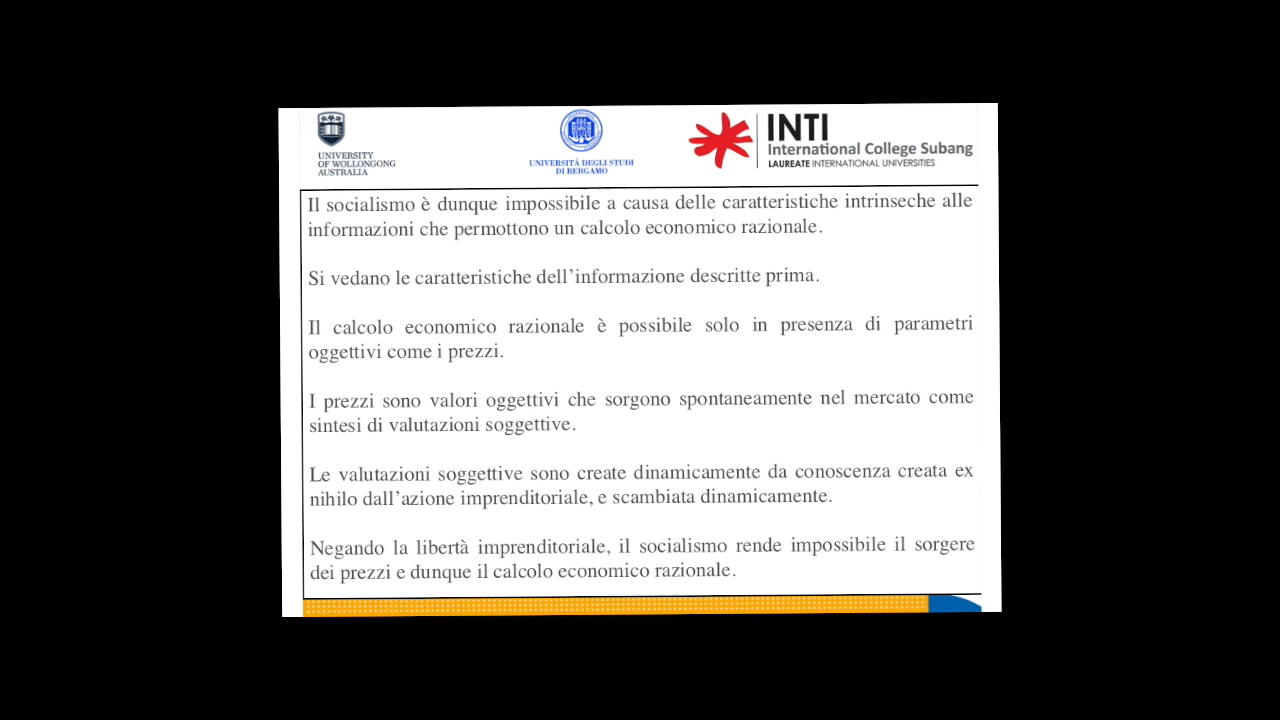 UNIVERSITY
OF WOLLONGONG
AUSTRALIA
UNIVERSITÀ DEGLI STUDI
DI BERGAMO
INTI
International College Subang
LAUREATE INTERNATIONAL UNIVERSITIES
Il socialismo è dunque impossibile a causa delle caratteristiche intrinseche alle
informazioni che permottono un calcolo economico razionale.
Si vedano le caratteristiche dell’informazione descritte prima.
Il calcolo economico razionale è possibile solo in presenza di parametri
oggettivi come i prezzi.
I prezzi sono valori oggettivi che sorgono spontaneamente nel mercato come
sintesi di valutazioni soggettive.
Le valutazioni soggettive sono create dinamicamente da conoscenza creata ex
nihilo dall’azione imprenditoriale, e scambiata dinamicamente.
Negando la libertà imprenditoriale, il socialismo rende impossibile il sorgere
dei prezzi e dunque il calcolo economico razionale.